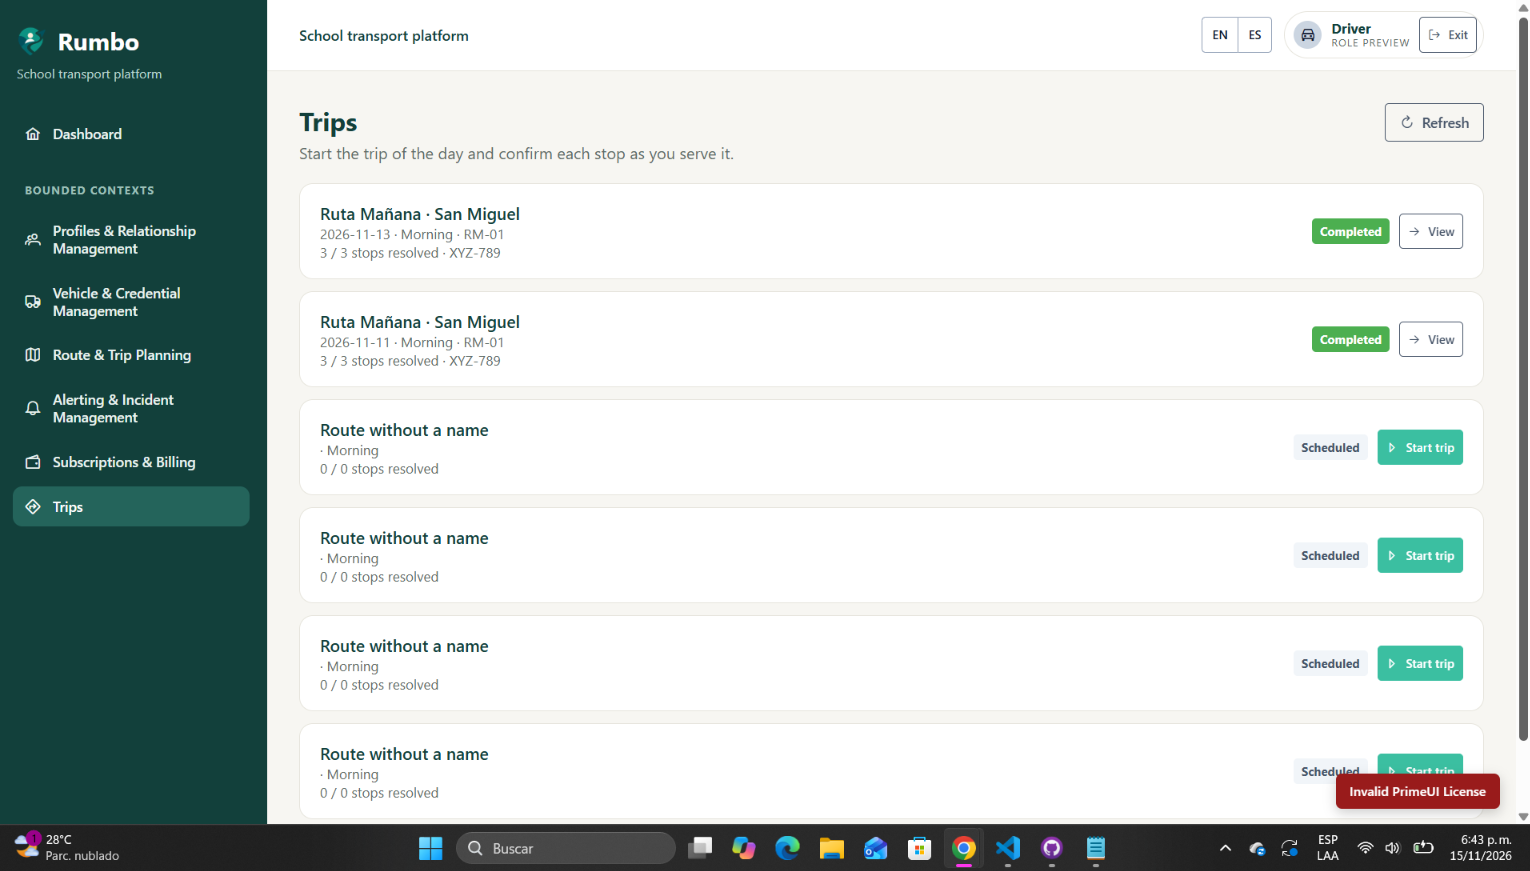 Rumbo
School transport platform
Dashboard
BOUNDED CONTEXTS
Profiles & Relationship
Management
Vehicle & Credential
Management
Route & Trip Planning
Alerting & Incident
Management
Subscriptions & Billing
Trips
School transport platform
EN
ES
Driver
ROLE PREVIEW
Exit
Trips
Start the trip of the day and confirm each stop as you serve it.
Refresh
Ruta Mañana · San Miguel
2026-11-13 · Morning · RM-01
3 / 3 stops resolved · XYZ-789
Completed
View
Ruta Mañana · San Miguel
2026-11-11 · Morning · RM-01
3 / 3 stops resolved · XYZ-789
Completed
View
Route without a name
· Morning
0 / 0 stops resolved
Scheduled
Start trip
Route without a name
· Morning
0 / 0 stops resolved
Scheduled
Start trip
Route without a name
· Morning
0 / 0 stops resolved
Scheduled
Start trip
Route without a name
· Morning
0 / 0 stops resolved
Scheduled
Start trip
Invalid PrimeUI License
1
28°C
Parc. nublado
Buscar
ESP
LAA
6:43 p. m.
15/11/2026